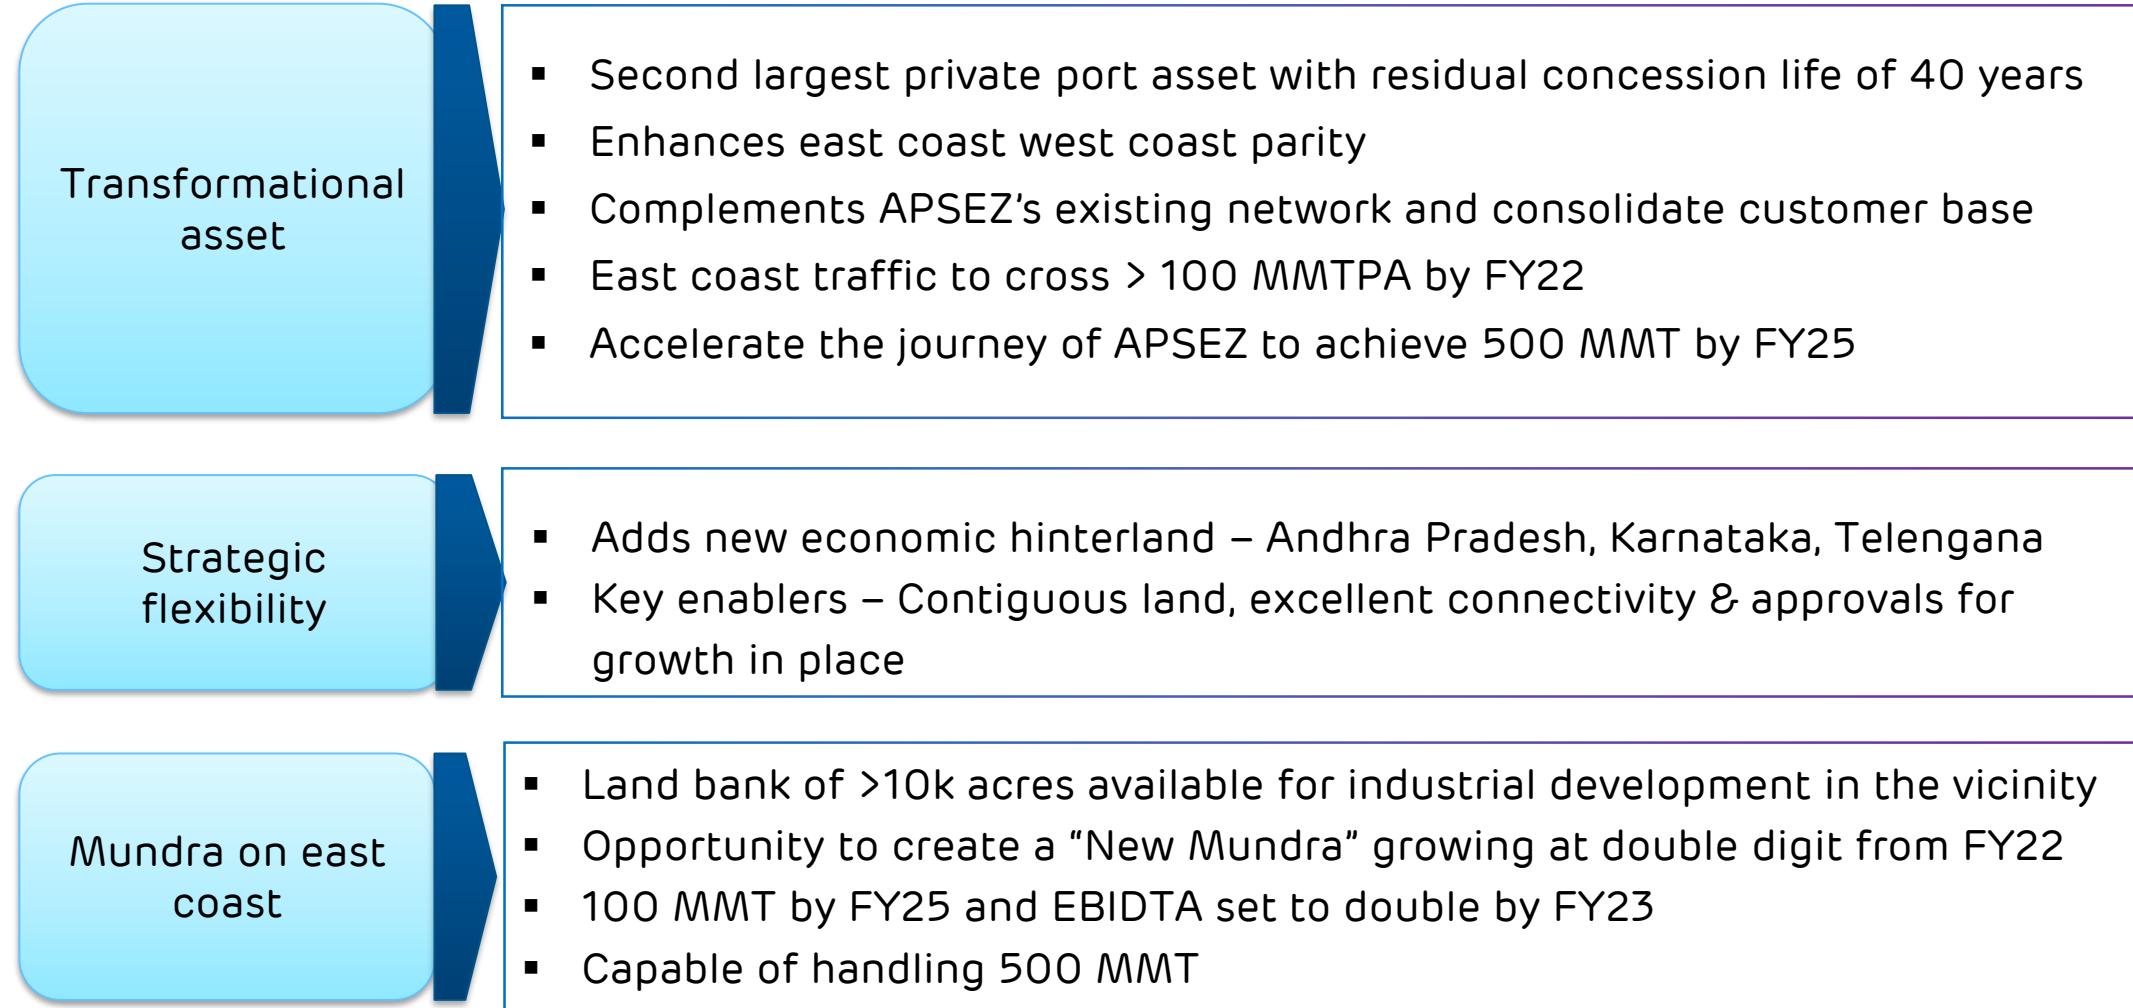 Transformational
asset
▪ Second largest private port asset with residual concession life of 40 years
▪ Enhances east coast west coast parity
▪ Complements APSEZ’s existing network and consolidate customer base
▪ East coast traffic to cross > 100 MMTPA by FY22
▪ Accelerate the journey of APSEZ to achieve 500 MMT by FY25
Strategic
flexibility
▪ Adds new economic hinterland – Andhra Pradesh, Karnataka, Telengana
▪ Key enablers – Contiguous land, excellent connectivity & approvals for
growth in place
Mundra on east
coast
▪ Land bank of >10k acres available for industrial development in the vicinity
▪ Opportunity to create a “New Mundra” growing at double digit from FY22
▪ 100 MMT by FY25 and EBIDTA set to double by FY23
▪ Capable of handling 500 MMT